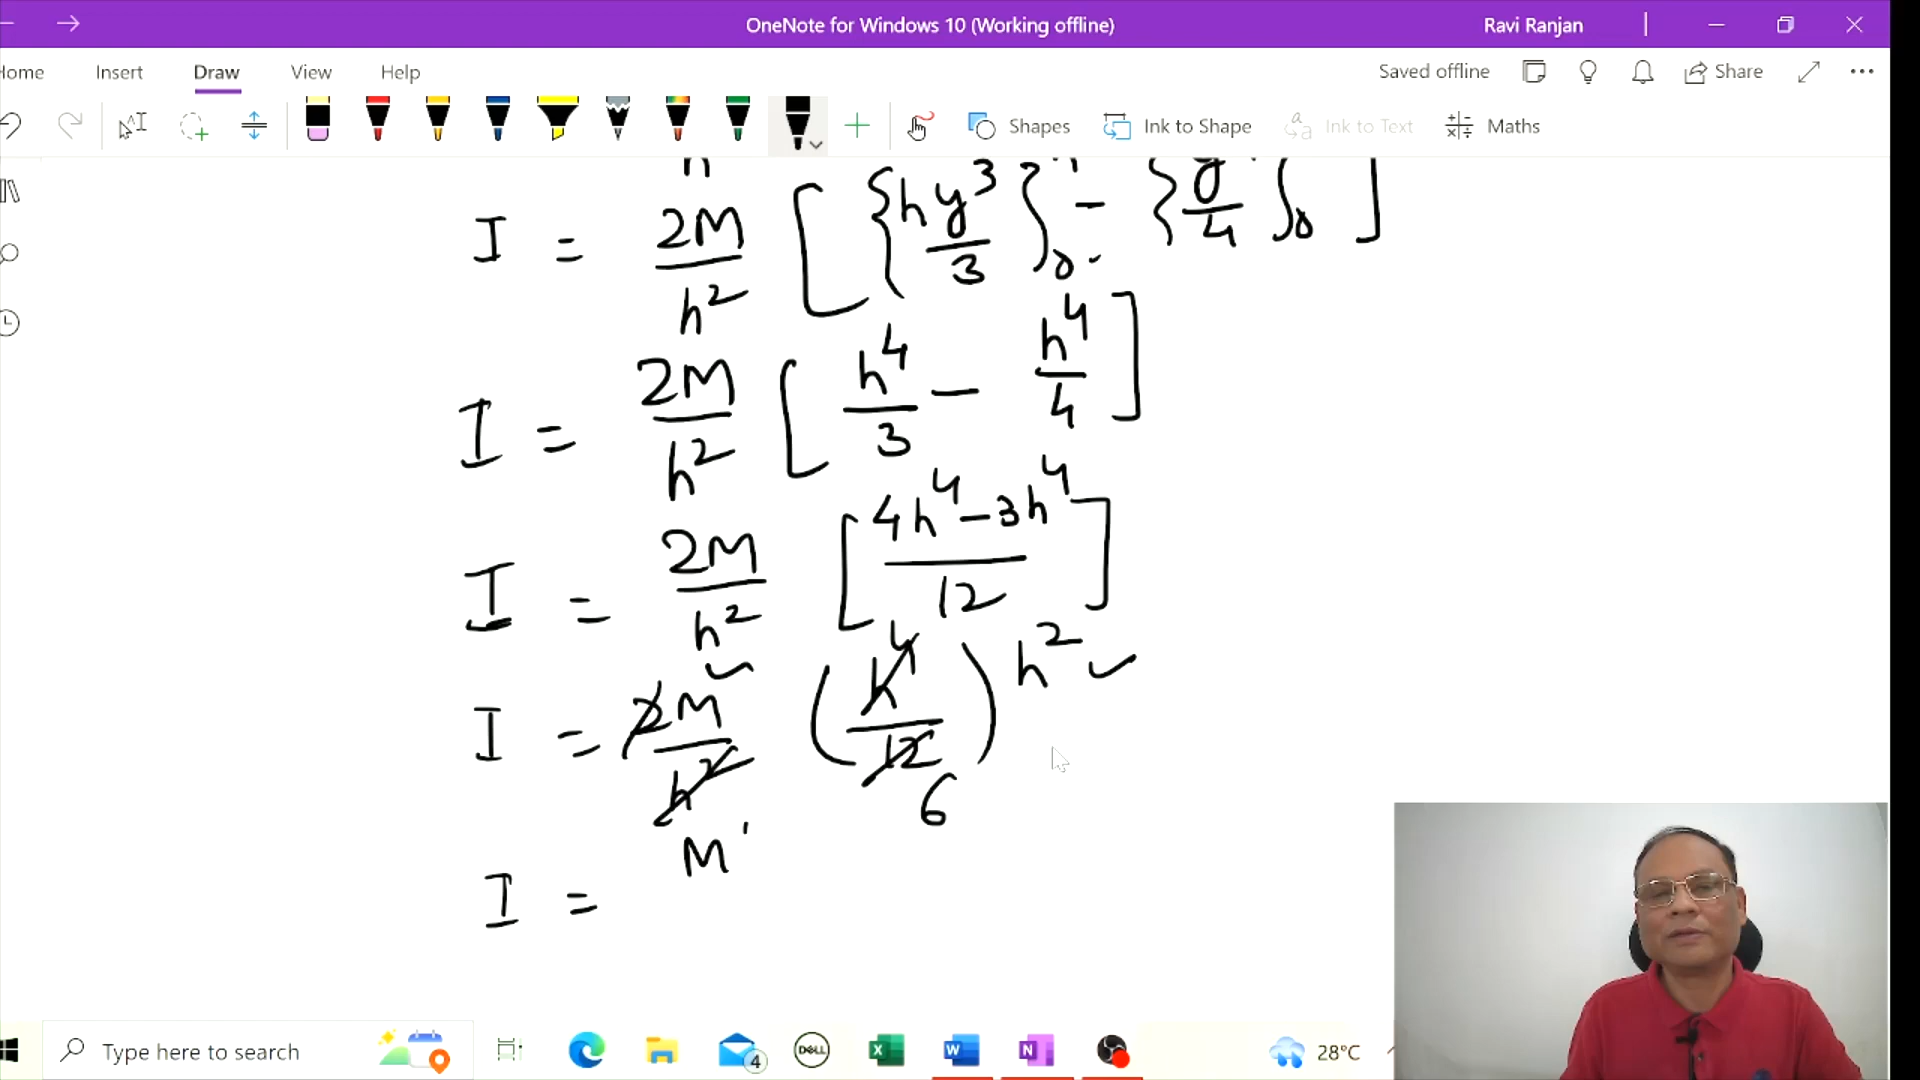 OneNote for Windows 10 (Working offline)
Ravi Ranjan
Home Insert Draw View Help
Saved offline Share
Shapes Ink to Shape Ink to Text Maths
I = 2M/h² [ {hy³/3}₀ - {y/4}₀ ]
I = 2M/h² [ h⁴/3 - h⁴/4 ]
I = 2M/h² [ (4h⁴-3h⁴)/12 ]
I = 2M/h² (h⁴/12) h²
6
M
I =
Type here to search
4
DELL
28°C